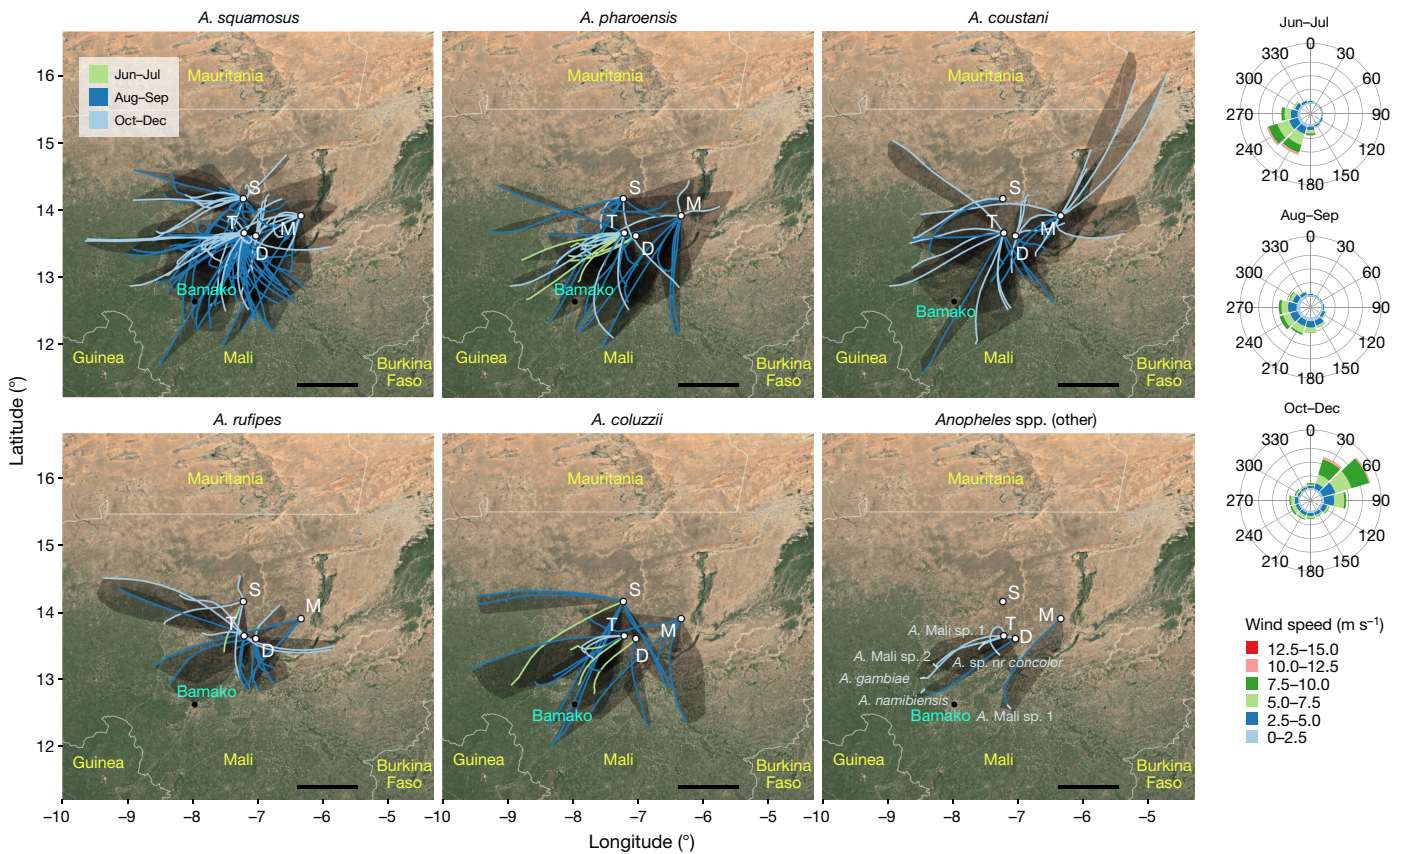 A. squamosus
A. pharoensis
A. coustani
Jun–Jul
Aug–Sep
Oct–Dec
Mauritania
S
T
M
D
Bamako
Guinea
Mali
Burkina
Faso
Mauritania
S
T
M
D
Bamako
Guinea
Mali
Burkina
Faso
Mauritania
S
T
M
D
Bamako
Guinea
Mali
Burkina
Faso
16
15
14
13
12
Latitude (°)
A. rufipes
A. coluzzii
Anopheles spp. (other)
Mauritania
S
M
T
D
Bamako
Guinea
Mali
Burkina
Faso
Mauritania
S
T
M
D
Bamako
Guinea
Mali
Burkina
Faso
Mauritania
S
M
T
D
A. Mali sp. 1
A. Mali sp. 2
A. sp. nr concolor
A. gambiae
A. namibiensis
Bamako
A. Mali sp. 1
Guinea
Mali
Burkina
Faso
16
15
14
13
12
–10
–9
–8
–7
–6
–5
–10
–9
–8
–7
–6
–5
–10
–9
–8
–7
–6
–5
Longitude (°)
Jun–Jul
0
330
30
300
60
270
90
240
120
210
150
180
Aug–Sep
0
330
30
300
60
270
90
240
120
210
150
180
Oct–Dec
0
330
30
300
60
270
90
240
120
210
150
180
Wind speed (m s⁻¹)
12.5–15.0
10.0–12.5
7.5–10.0
5.0–7.5
2.5–5.0
0–2.5